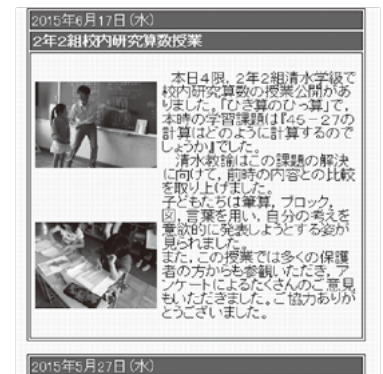 2015年6月17日(水)
2年2組校内研究算数授業
本日4限,2年2組清水学級で
校内研究算数の授業公開があ
りました。「ひき算のひっ算」で、
本時の学習課題は『45-27の
計算はどのように計算するので
しょうか』でした。
清水教諭はこの課題の解決
に向けて,前時の内容との比較
を取り上げました。
子どもたちは筆算,ブロック,
図,言葉を用い,自分の考えを
意欲的に発表しようとする姿が
見られました。
また,この授業では多くの保護
者の方からも参観いただき,ア
ンケートによるたくさんのご意見
もいただきました。ご協力ありが
とうございました。
2015年5月27日(水)